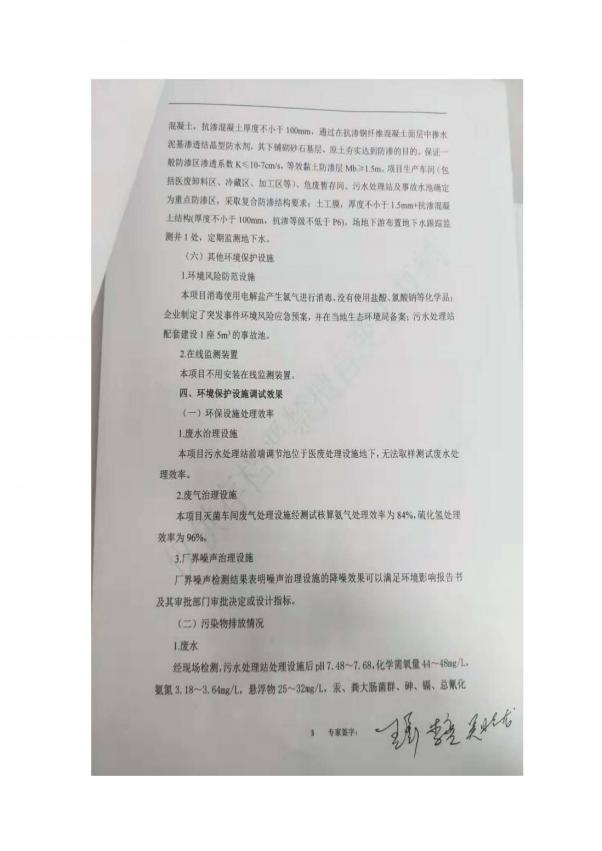 混凝土，抗渗混凝土厚度不小于100mm，通过在抗渗钢纤维混凝土面层中掺水
泥基渗透结晶型防水剂，其下铺砌砂石基层，原土夯实达到防渗的目的。保证一
般防渗区渗透系数 K≤10-7cm/s，等效黏土防渗层 Mb≥1.5m。项目生产车间（包
括医废卸料区、冷藏区、加工区等）、危废暂存间、污水处理站及事故水池确定
为重点防渗区，采取复合防渗结构要求：土工膜，厚度不小于1.5mm+抗渗混凝
土结构(厚度不小于100mm，抗渗等级不低于P6)。场地下游布置地下水跟踪监
测井1处，定期监测地下水。
（六）其他环境保护设施
1.环境风险防范设施
本项目消毒使用电解盐产生氯气进行消毒，没有使用盐酸、氯酸钠等化学品；
企业制定了突发事件环境风险应急预案，并在当地生态环境局备案；污水处理站
配套建设1座5m³的事故池。
2.在线监测装置
本项目不用安装在线监测装置。
四、环境保护设施调试效果
（一）环保设施处理效率
1.废水治理设施
本项目污水处理站前端调节池位于医废处理设施地下，无法取样测试废水处
理效率。
2.废气治理设施
本项目灭菌车间废气处理设施经测试核算氨气处理效率为84%，硫化氢处理
效率为96%。
3.厂界噪声治理设施
厂界噪声检测结果表明噪声治理设施的降噪效果可以满足环境影响报告书
及其审批部门审批决定或设计指标。
（二）污染物排放情况
1.废水
经现场检测，污水处理站处理设施后pH 7.48～7.68，化学需氧量44～48mg/L，
氨氮3.18～3.64mg/L，悬浮物25～32mg/L，汞、粪大肠菌群、砷、镉、总氰化
3 专家签字：